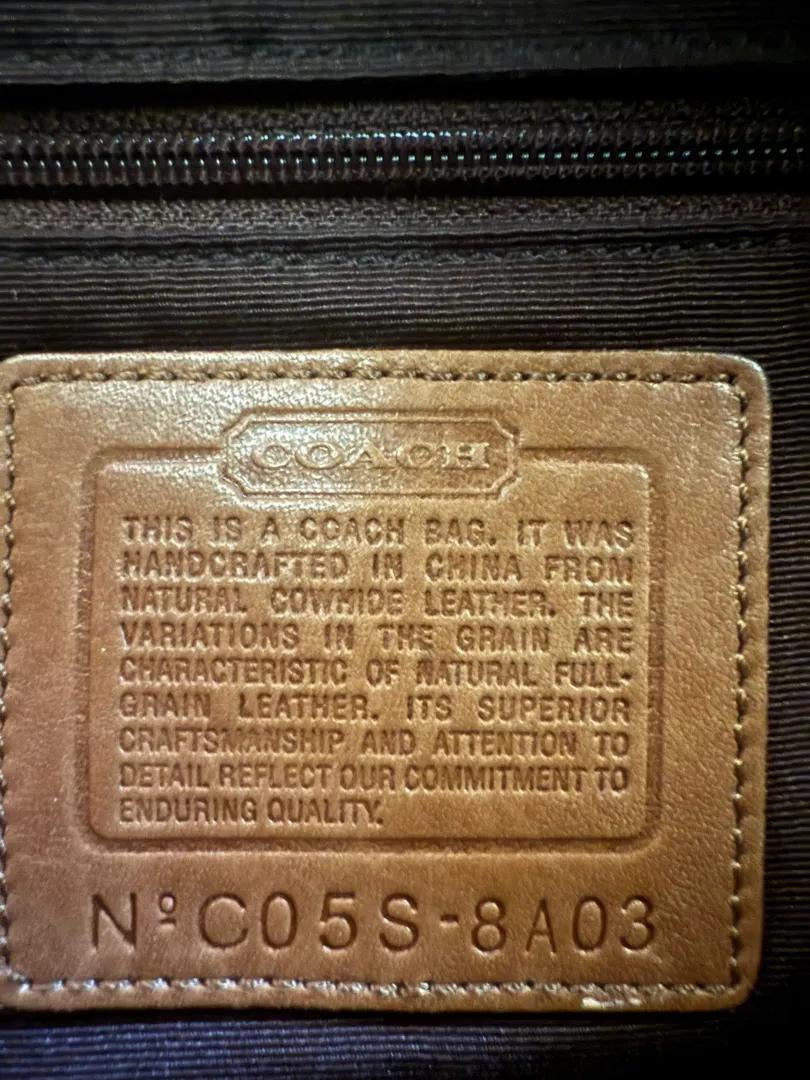 COACH
THIS IS A COACH BAG. IT WAS
HANDCRAFTED IN CHINA FROM
NATURAL COWHIDE LEATHER. THE
VARIATIONS IN THE GRAIN ARE
CHARACTERISTIC OF NATURAL FULL-
GRAIN LEATHER. ITS SUPERIOR
CRAFTSMANSHIP AND ATTENTION TO
DETAIL REFLECT OUR COMMITMENT TO
ENDURING QUALITY.
Nº C05S-8A03